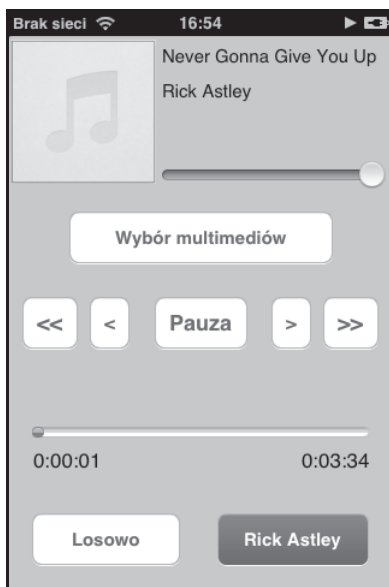 Brak sieci 16:54
Never Gonna Give You Up
Rick Astley
Wybór multimediów
<< < Pauza > >>
0:00:01 0:03:34
Losowo Rick Astley